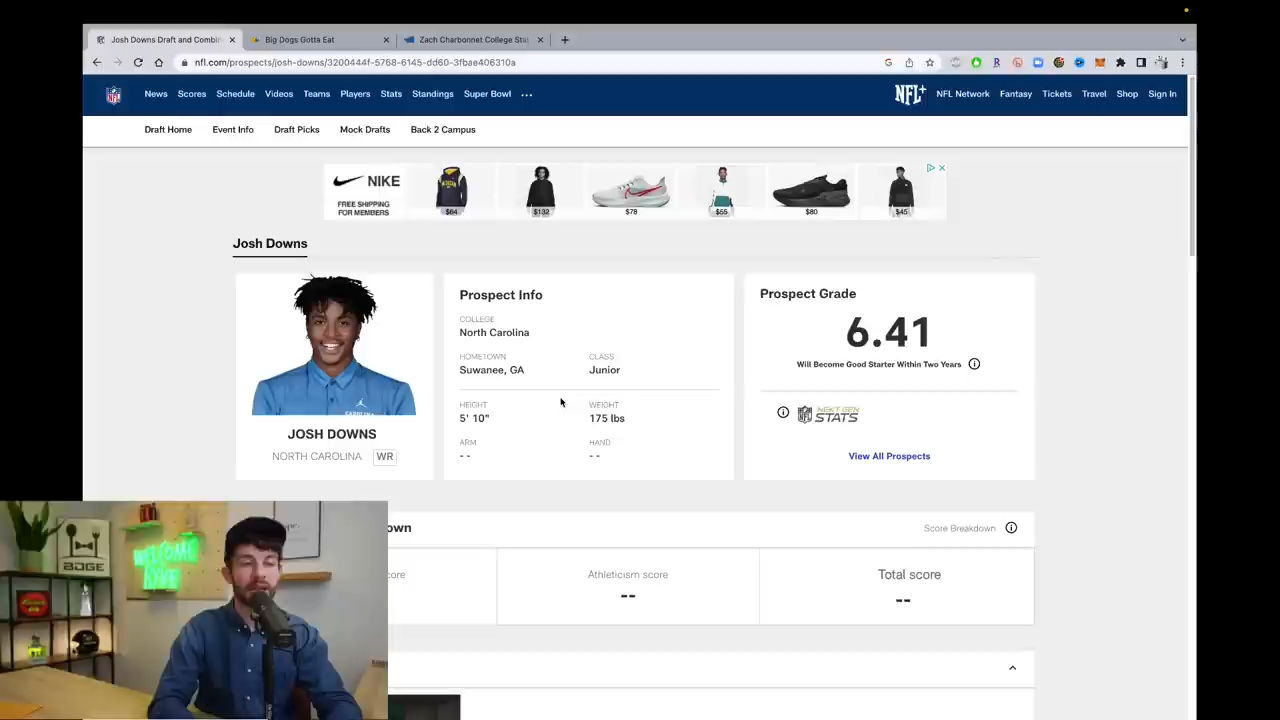 Josh Downs Draft and Combin
Big Dogs Gotta Eat
Zach Charbonnet College Sta
nfl.com/prospects/josh-downs/3200444f-5768-6145-dd60-3fbae406310a
NFL
News Scores Schedule Videos Teams Players Stats Standings Super Bowl ...
NFL+ NFL Network Fantasy Tickets Travel Shop Sign In
Draft Home Event Info Draft Picks Mock Drafts Back 2 Campus
NIKE
FREE SHIPPING
FOR MEMBERS
$64 $132 $78 $55 $80 $45
Josh Downs
JOSH DOWNS
NORTH CAROLINA WR
Prospect Info
COLLEGE
North Carolina
HOMETOWN CLASS
Suwanee, GA Junior
HEIGHT WEIGHT
5' 10" 175 lbs
ARM HAND
- - - -
Prospect Grade
6.41
Will Become Good Starter Within Two Years
NEXT GEN
STATS
View All Prospects
own
Score Breakdown
core
Athleticism score
--
Total score
--
BDGE
WELCOME